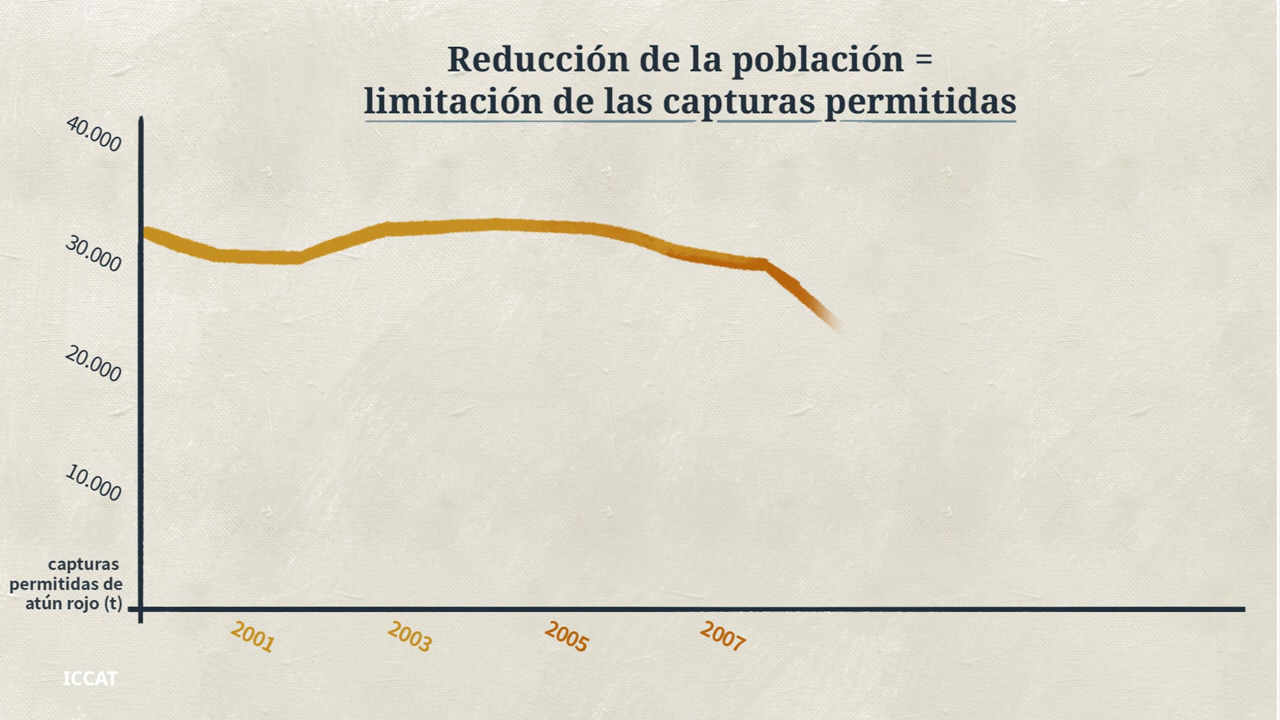 Reducción de la población =
limitación de las capturas permitidas
40.000
30.000
20.000
10.000
capturas
permitidas de
atún rojo (t)
2001
2003
2005
2007
ICCAT